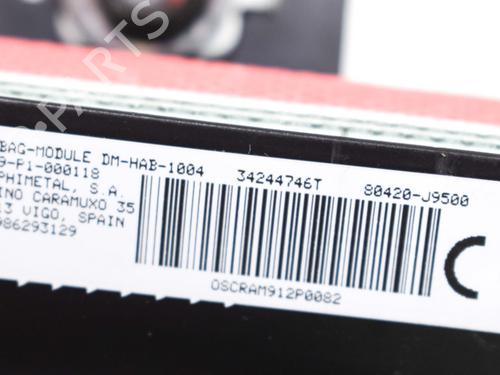 BAG-MODULE DM-HAB-1004 34244746T 80420-J9500
9-P1-000118
PHIMETAL, S.A.
INO CARAMUXO 35
13 VIGO, SPAIN
986293129
OSCRAM912P0082
B-PARTS